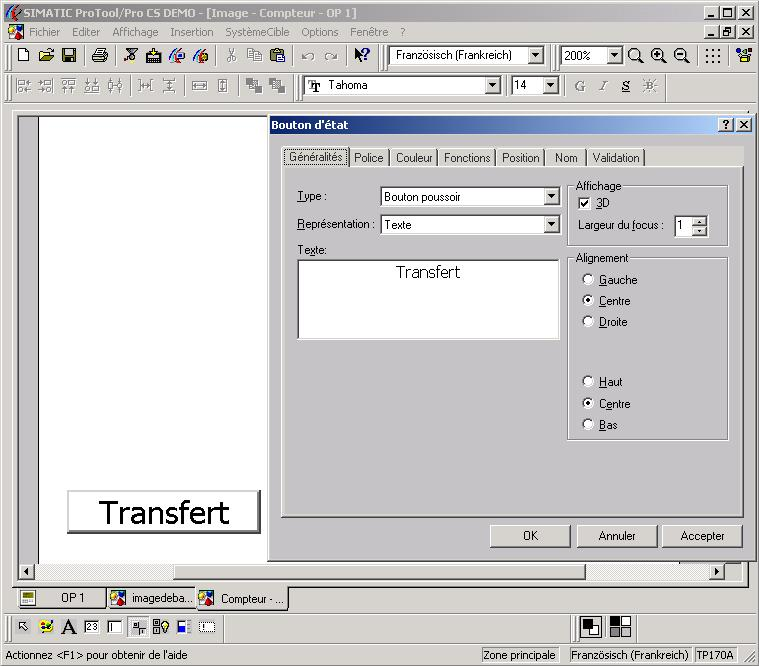 SIMATIC ProTool/Pro CS DEMO - [Image - Compteur - OP 1]
Fichier Editer Affichage Insertion SystèmeCible Options Fenêtre ?
Französisch (Frankreich) 200%
Tahoma 14 G I S B
Bouton d'état
Généralités Police Couleur Fonctions Position Nom Validation
Type : Bouton poussoir
Représentation : Texte
Texte:
Transfert
Affichage
3D
Largeur du focus : 1
Alignement
Gauche
Centre
Droite
Haut
Centre
Bas
Transfert
OK Annuler Accepter
OP 1 imagedeba... Compteur - ...
A 23
Actionnez <F1> pour obtenir de l'aide Zone principale Französisch (Frankreich) TP170A